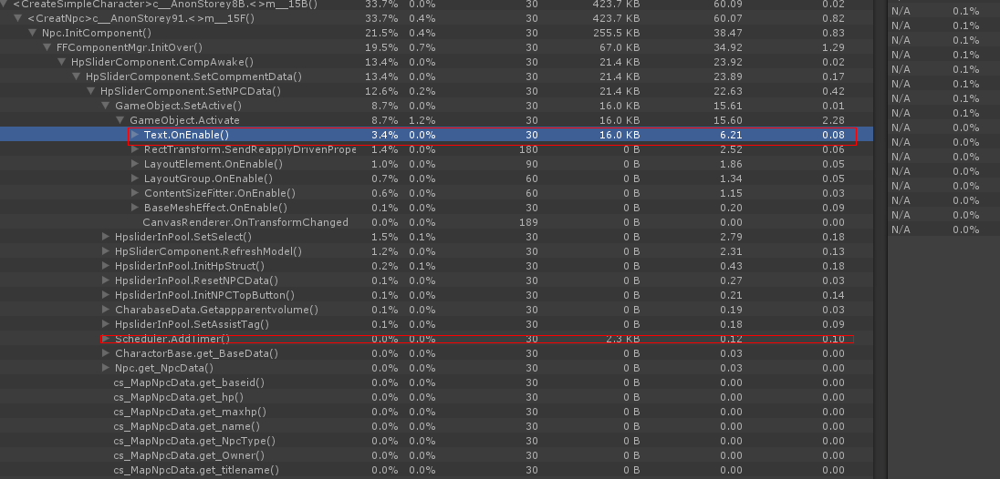 <CreateSimpleCharacter>c__AnonStorey8B.<>m__15B() 33.7% 0.0% 30 423.7 KB 60.09 0.02
<CreatNpc>c__AnonStorey91.<>m__15F() 33.7% 0.4% 30 423.7 KB 60.07 0.82 N/A 0.1%
Npc.InitComponent() 21.5% 0.4% 30 255.5 KB 38.47 0.83 N/A 0.1%
FFComponentMgr.InitOver() 19.5% 0.7% 30 67.0 KB 34.92 1.29 N/A 0.1%
HpSliderComponent.CompAwake() 13.4% 0.0% 30 21.4 KB 23.92 0.02 N/A 0.1%
HpSliderComponent.SetCompmentData() 13.4% 0.0% 30 21.4 KB 23.89 0.17 N/A 0.1%
HpSliderComponent.SetNPCData() 12.6% 0.2% 30 21.4 KB 22.63 0.42 N/A 0.1%
GameObject.SetActive() 8.7% 0.0% 30 16.0 KB 15.61 0.01 N/A 0.1%
GameObject.Activate 8.7% 1.2% 30 16.0 KB 15.60 2.28 N/A 0.1%
Text.OnEnable() 3.4% 0.0% 30 16.0 KB 6.21 0.08 N/A 0.0%
RectTransform.SendReapplyDrivenPrope 1.4% 0.0% 180 0 B 2.52 0.06 N/A 0.0%
LayoutElement.OnEnable() 1.0% 0.0% 90 0 B 1.86 0.05 N/A 0.0%
LayoutGroup.OnEnable() 0.7% 0.0% 60 0 B 1.34 0.05 N/A 0.0%
ContentSizeFitter.OnEnable() 0.6% 0.0% 60 0 B 1.15 0.03 N/A 0.0%
BaseMeshEffect.OnEnable() 0.1% 0.0% 30 0 B 0.20 0.09 N/A 0.0%
CanvasRenderer.OnTransformChanged 0.0% 0.0% 189 0 B 0.00 0.00 N/A 0.0%
HpsliderInPool.SetSelect() 1.5% 0.1% 30 0 B 2.79 0.18 N/A 0.0%
HpSliderComponent.RefreshModel() 1.2% 0.0% 30 0 B 2.31 0.13
HpsliderInPool.InitHpStruct() 0.2% 0.1% 30 0 B 0.43 0.18
HpsliderInPool.ResetNPCData() 0.1% 0.0% 30 0 B 0.27 0.03
HpsliderInPool.InitNPCTopButton() 0.1% 0.0% 30 0 B 0.21 0.14
CharabaseData.Getappparentvolume() 0.1% 0.0% 30 0 B 0.19 0.03
HpsliderInPool.SetAssistTag() 0.1% 0.0% 30 0 B 0.18 0.09
Scheduler.AddTimer() 0.0% 0.0% 30 2.3 KB 0.12 0.10
CharactorBase.get_BaseData() 0.0% 0.0% 30 0 B 0.03 0.00
Npc.get_NpcData() 0.0% 0.0% 30 0 B 0.03 0.00
cs_MapNpcData.get_baseid() 0.0% 0.0% 30 0 B 0.00 0.00
cs_MapNpcData.get_hp() 0.0% 0.0% 30 0 B 0.00 0.00
cs_MapNpcData.get_maxhp() 0.0% 0.0% 30 0 B 0.00 0.00
cs_MapNpcData.get_name() 0.0% 0.0% 30 0 B 0.00 0.00
cs_MapNpcData.get_NpcType() 0.0% 0.0% 30 0 B 0.00 0.00
cs_MapNpcData.get_Owner() 0.0% 0.0% 30 0 B 0.00 0.00
cs_MapNpcData.get_titlename() 0.0% 0.0% 30 0 B 0.00 0.00